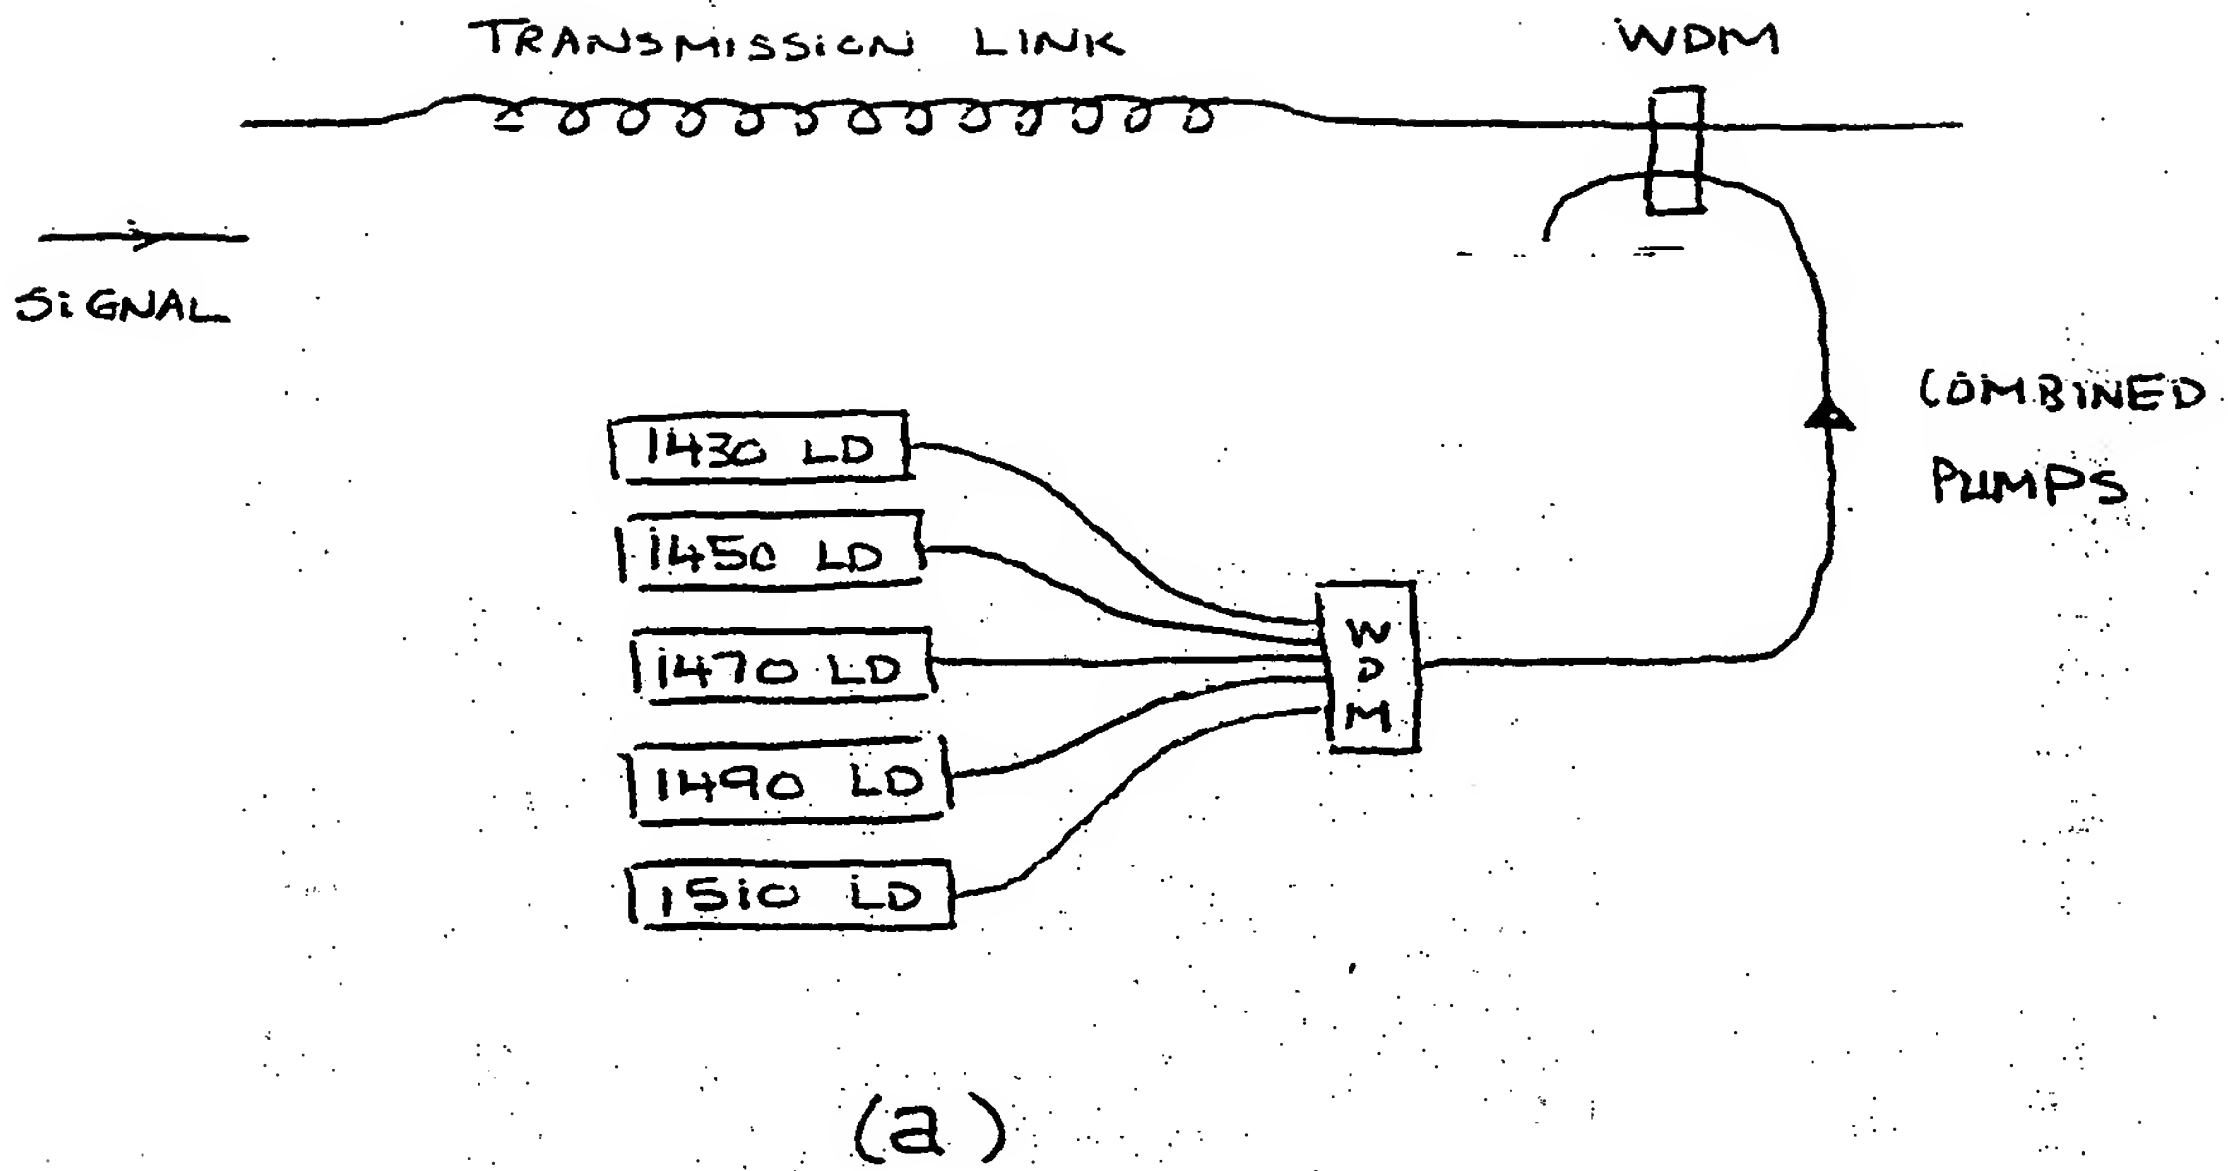 TRANSMISSION LINK
WDM
SIGNAL
COMBINED
PUMPS
1430 LD
1450 LD
1470 LD
1490 LD
1510 LD
W
D
M
(a)